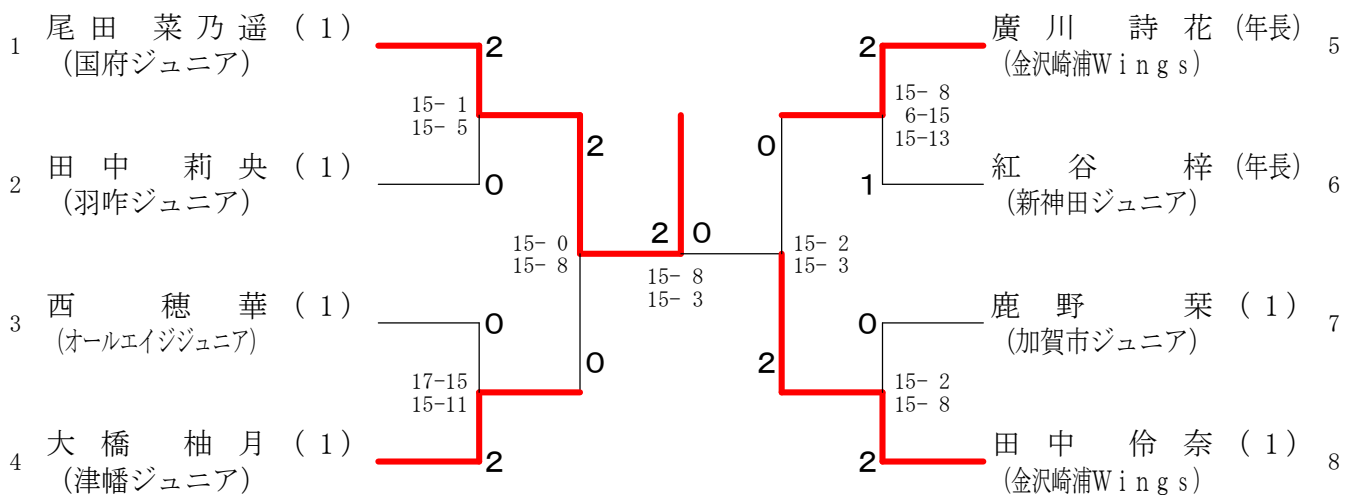 1 尾田 菜乃遥 (1)
(国府ジュニア)
2
15- 1
15- 5
2 田中 莉央 (1)
(羽咋ジュニア)
0
2
15- 0
15- 8
3 西 穂華 (1)
(オールエイジジュニア)
0
0
17-15
15-11
4 大橋 柚月 (1)
(津幡ジュニア)
2
2 0
15- 8
15- 3
廣川 詩花 (年長) 5
(金沢崎浦Wings)
2
15- 8
6-15
15-13
紅谷 梓 (年長) 6
(新神田ジュニア)
1
0
15- 2
15- 3
鹿野 栞 (1) 7
(加賀市ジュニア)
0
2
15- 2
15- 8
田中 伶奈 (1) 8
(金沢崎浦Wings)
2